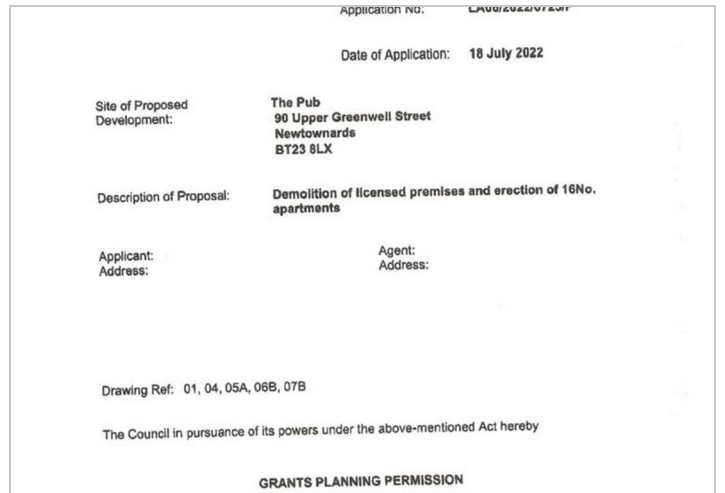 Application No:
Date of Application: 18 July 2022
Site of Proposed The Pub
Development: 90 Upper Greenwell Street
Newtownards
BT23 8LX
Description of Proposal: Demolition of licensed premises and erection of 16No.
apartments
Applicant: Agent:
Address: Address:
Drawing Ref: 01, 04, 05A, 06B, 07B
The Council in pursuance of its powers under the above-mentioned Act hereby
GRANTS PLANNING PERMISSION